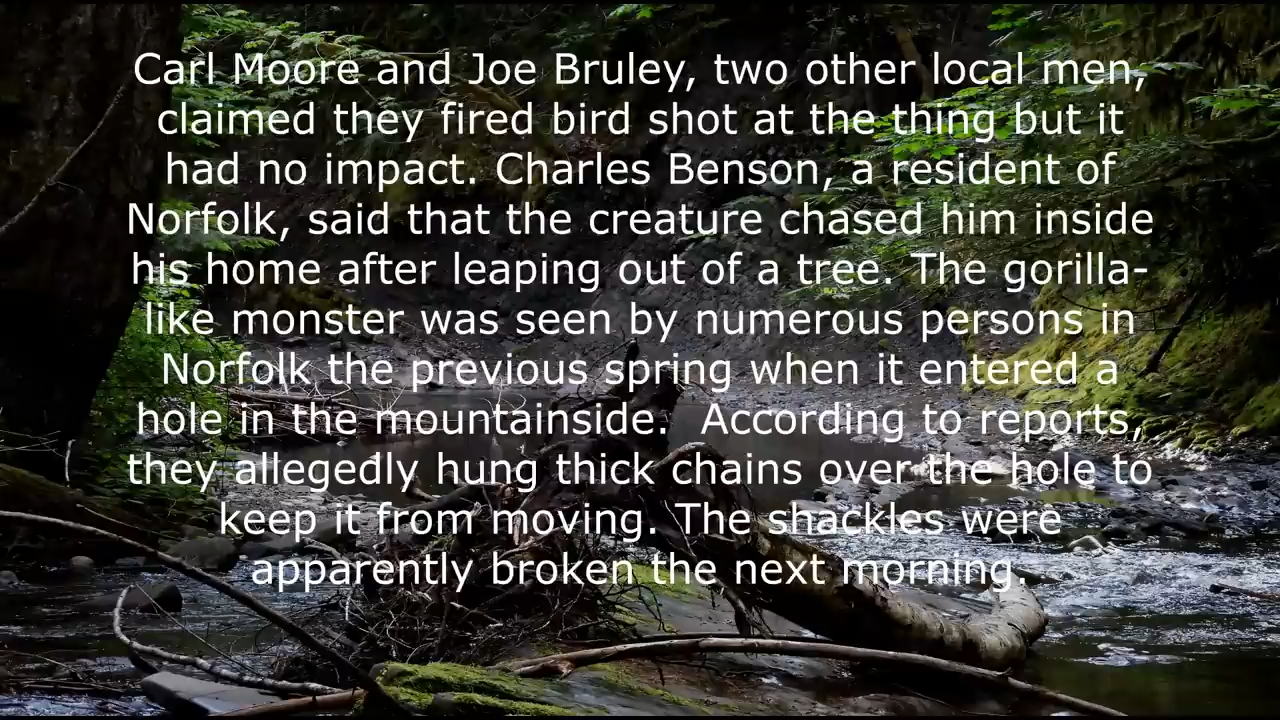 Carl Moore and Joe Bruley, two other local men,
claimed they fired bird shot at the thing but it
had no impact. Charles Benson, a resident of
Norfolk, said that the creature chased him inside
his home after leaping out of a tree. The gorilla-
like monster was seen by numerous persons in
Norfolk the previous spring when it entered a
hole in the mountainside.  According to reports,
they allegedly hung thick chains over the hole to
keep it from moving. The shackles were
apparently broken the next morning.